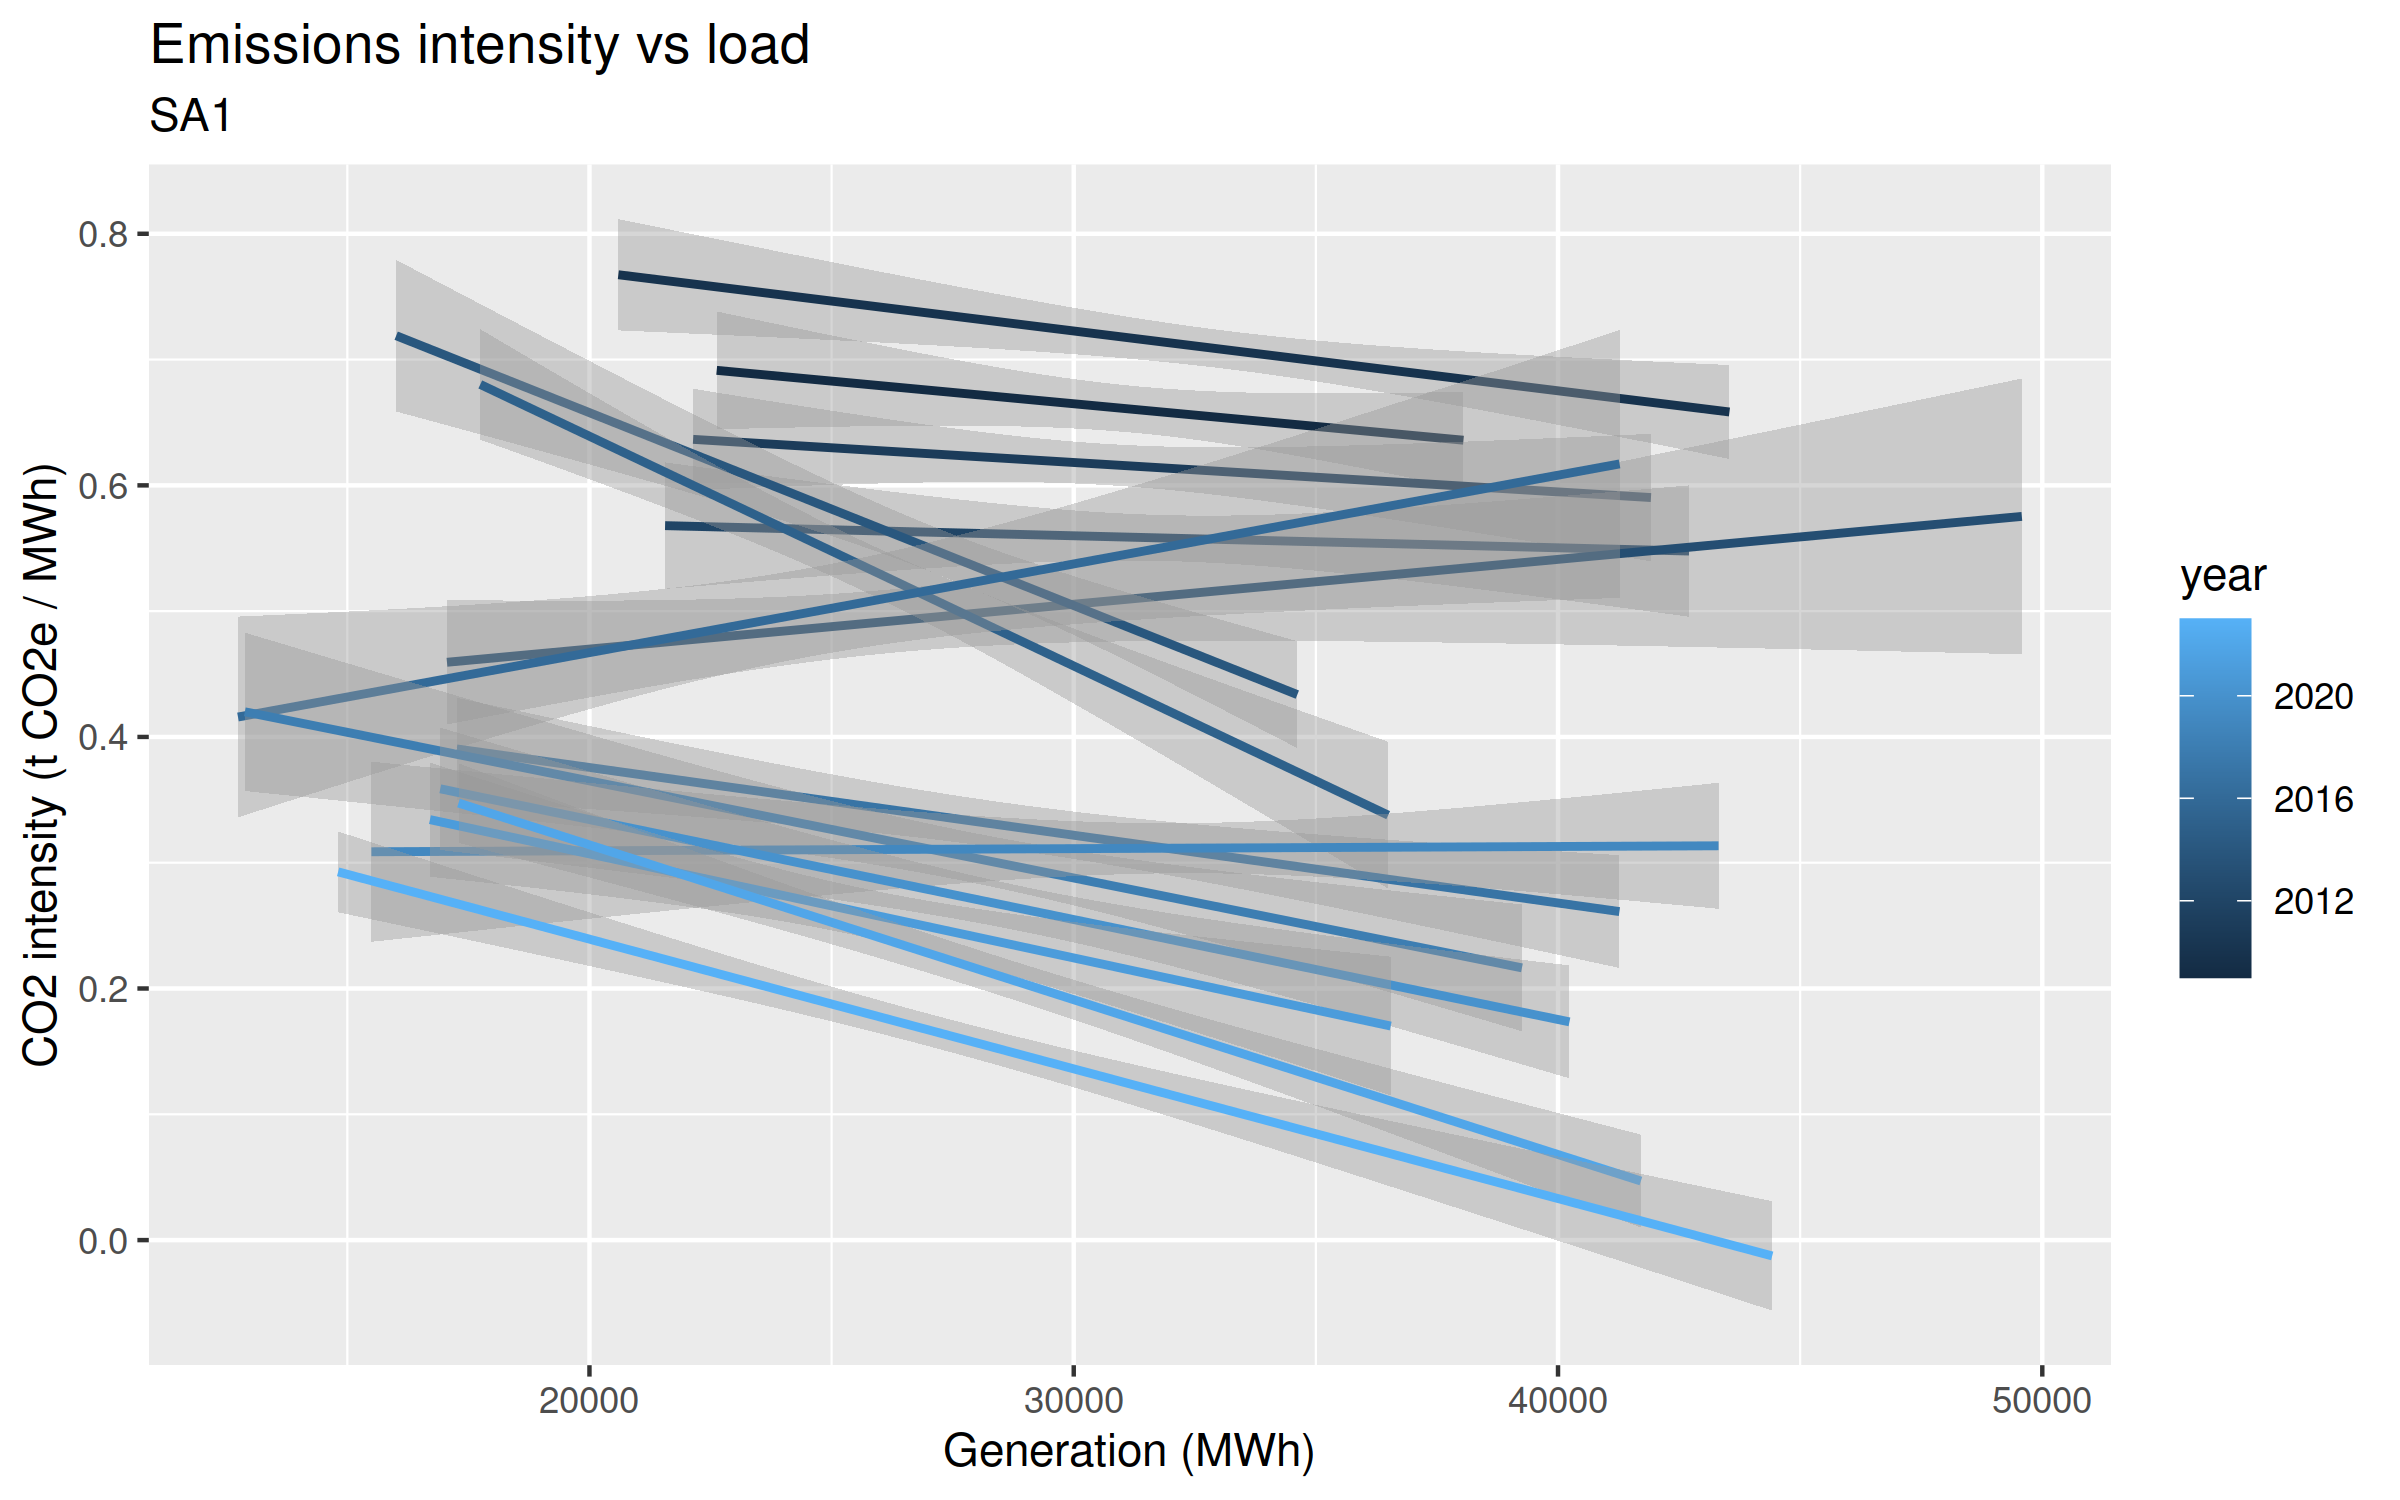 Emissions intensity vs load
SA1
CO2 intensity (t CO2e / MWh)
0.8
0.6
0.4
0.2
0.0
20000
30000
40000
50000
Generation (MWh)
year
2020
2016
2012